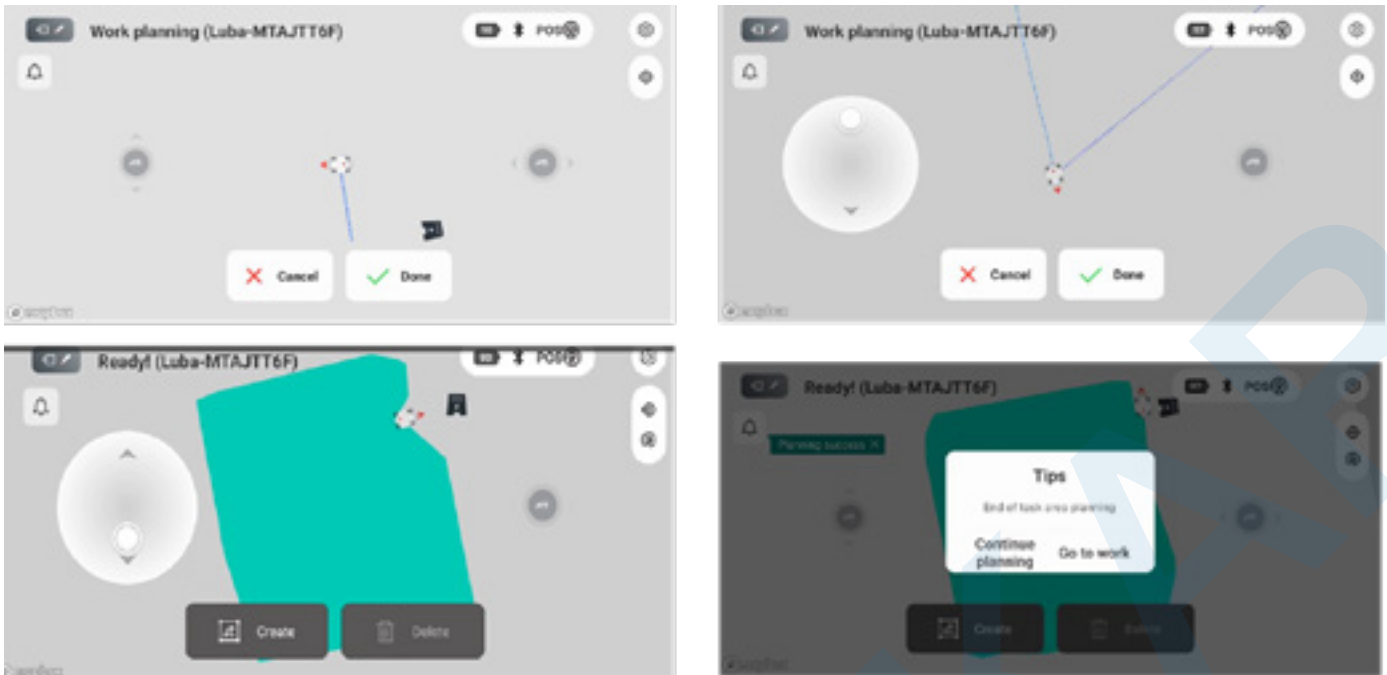 Work planning (Luba-MTAJTT6F)
POS
Cancel
Done
Work planning (Luba-MTAJTT6F)
POS
Cancel
Done
Ready! (Luba-MTAJTT6F)
POS
Create
Delete
Ready! (Luba-MTAJTT6F)
POS
Planning success ×
Tips
End of task area planning
Continue
planning
Go to work
Create
Delete